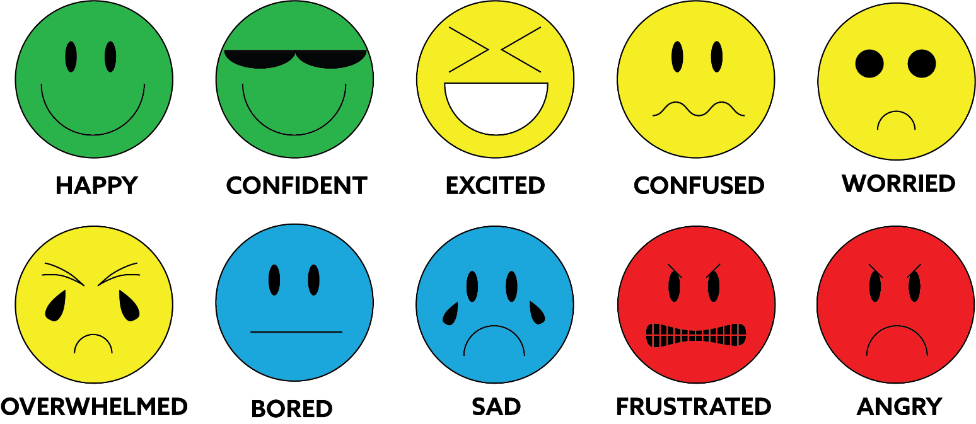 HAPPY CONFIDENT EXCITED CONFUSED WORRIED
OVERWHELMED BORED SAD FRUSTRATED ANGRY